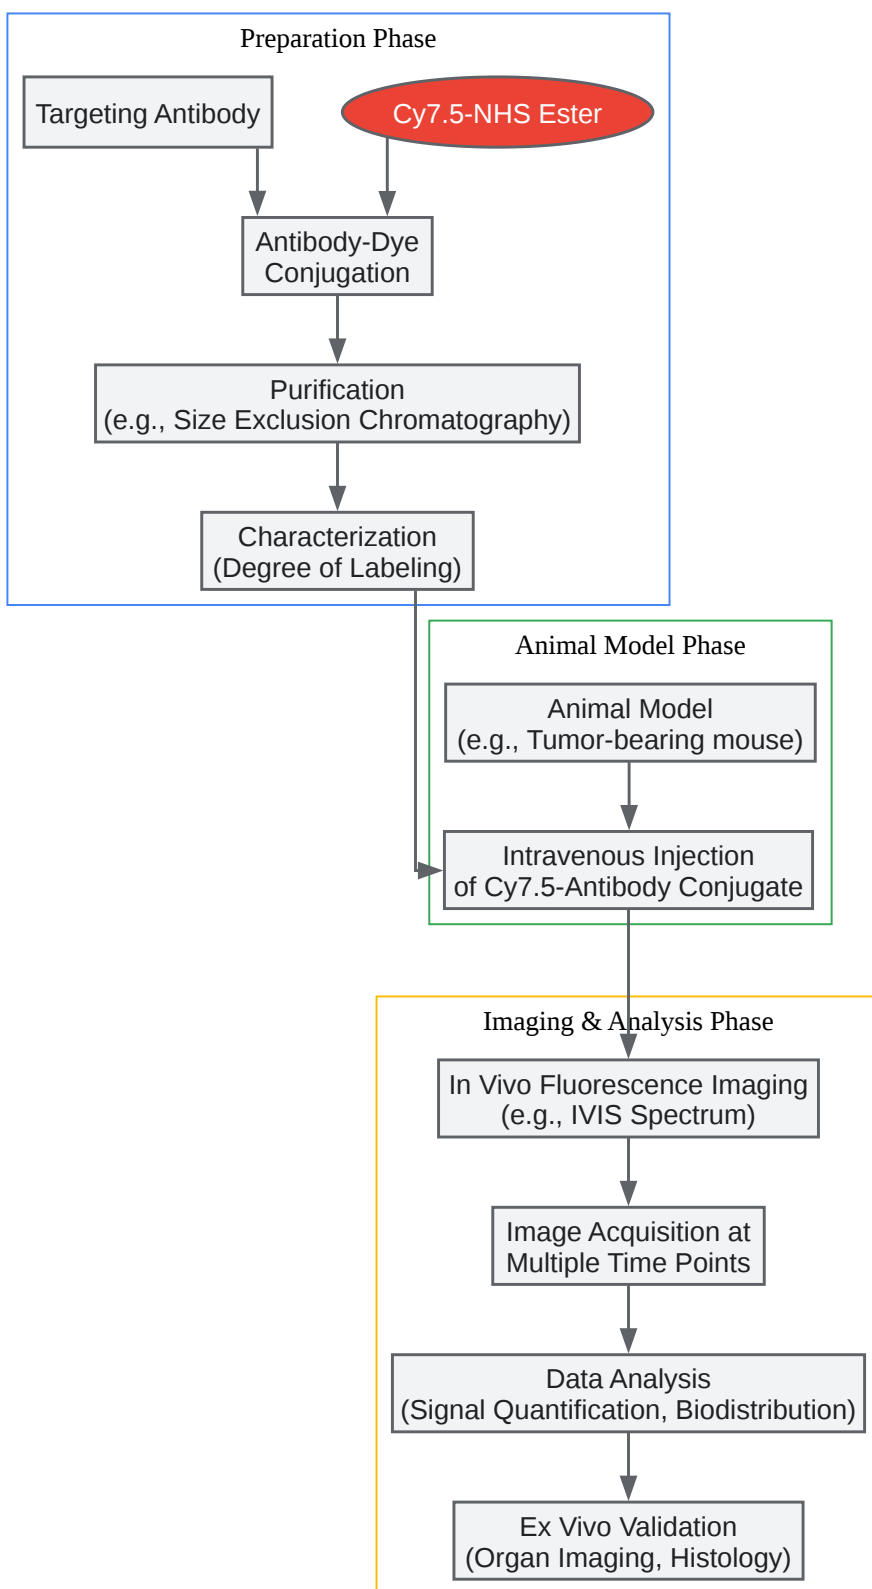 Preparation Phase
Targeting Antibody
Cy7.5-NHS Ester
Antibody-Dye
Conjugation
Purification
(e.g., Size Exclusion Chromatography)
Characterization
(Degree of Labeling)
Animal Model Phase
Animal Model
(e.g., Tumor-bearing mouse)
Intravenous Injection
of Cy7.5-Antibody Conjugate
Imaging & Analysis Phase
In Vivo Fluorescence Imaging
(e.g., IVIS Spectrum)
Image Acquisition at
Multiple Time Points
Data Analysis
(Signal Quantification, Biodistribution)
Ex Vivo Validation
(Organ Imaging, Histology)